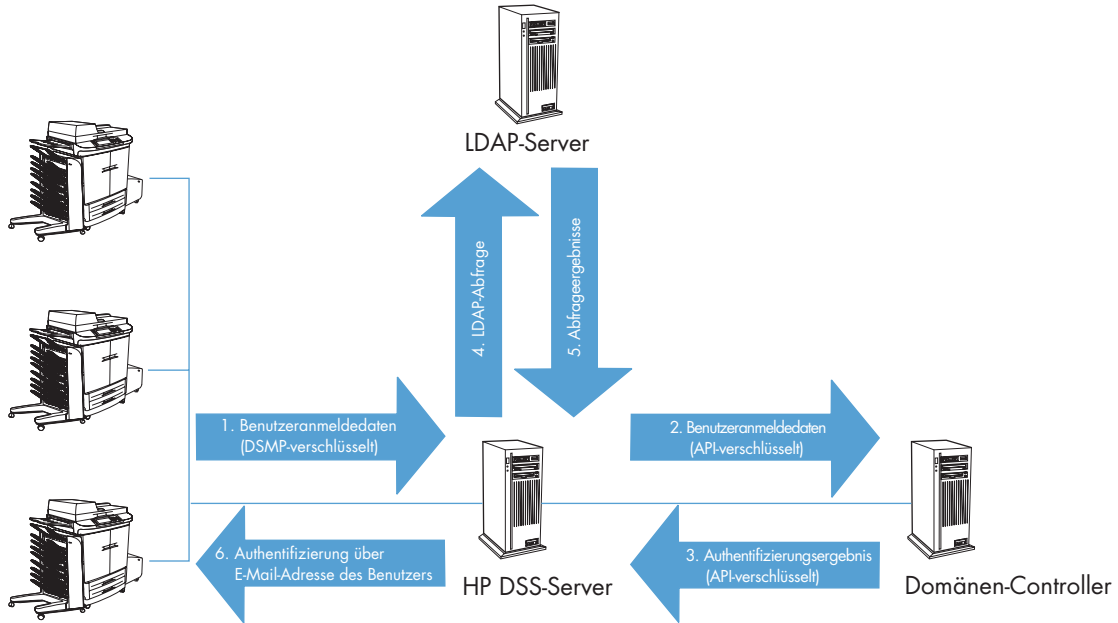 LDAP-Server
4. LDAP-Abfrage
5. Abfrageergebnisse
1. Benutzeranmeldedaten
(DSMP-verschlüsselt)
2. Benutzeranmeldedaten
(API-verschlüsselt)
6. Authentifizierung über
E-Mail-Adresse des Benutzers
3. Authentifizierungsergebnis
(API-verschlüsselt)
HP DSS-Server
Domänen-Controller